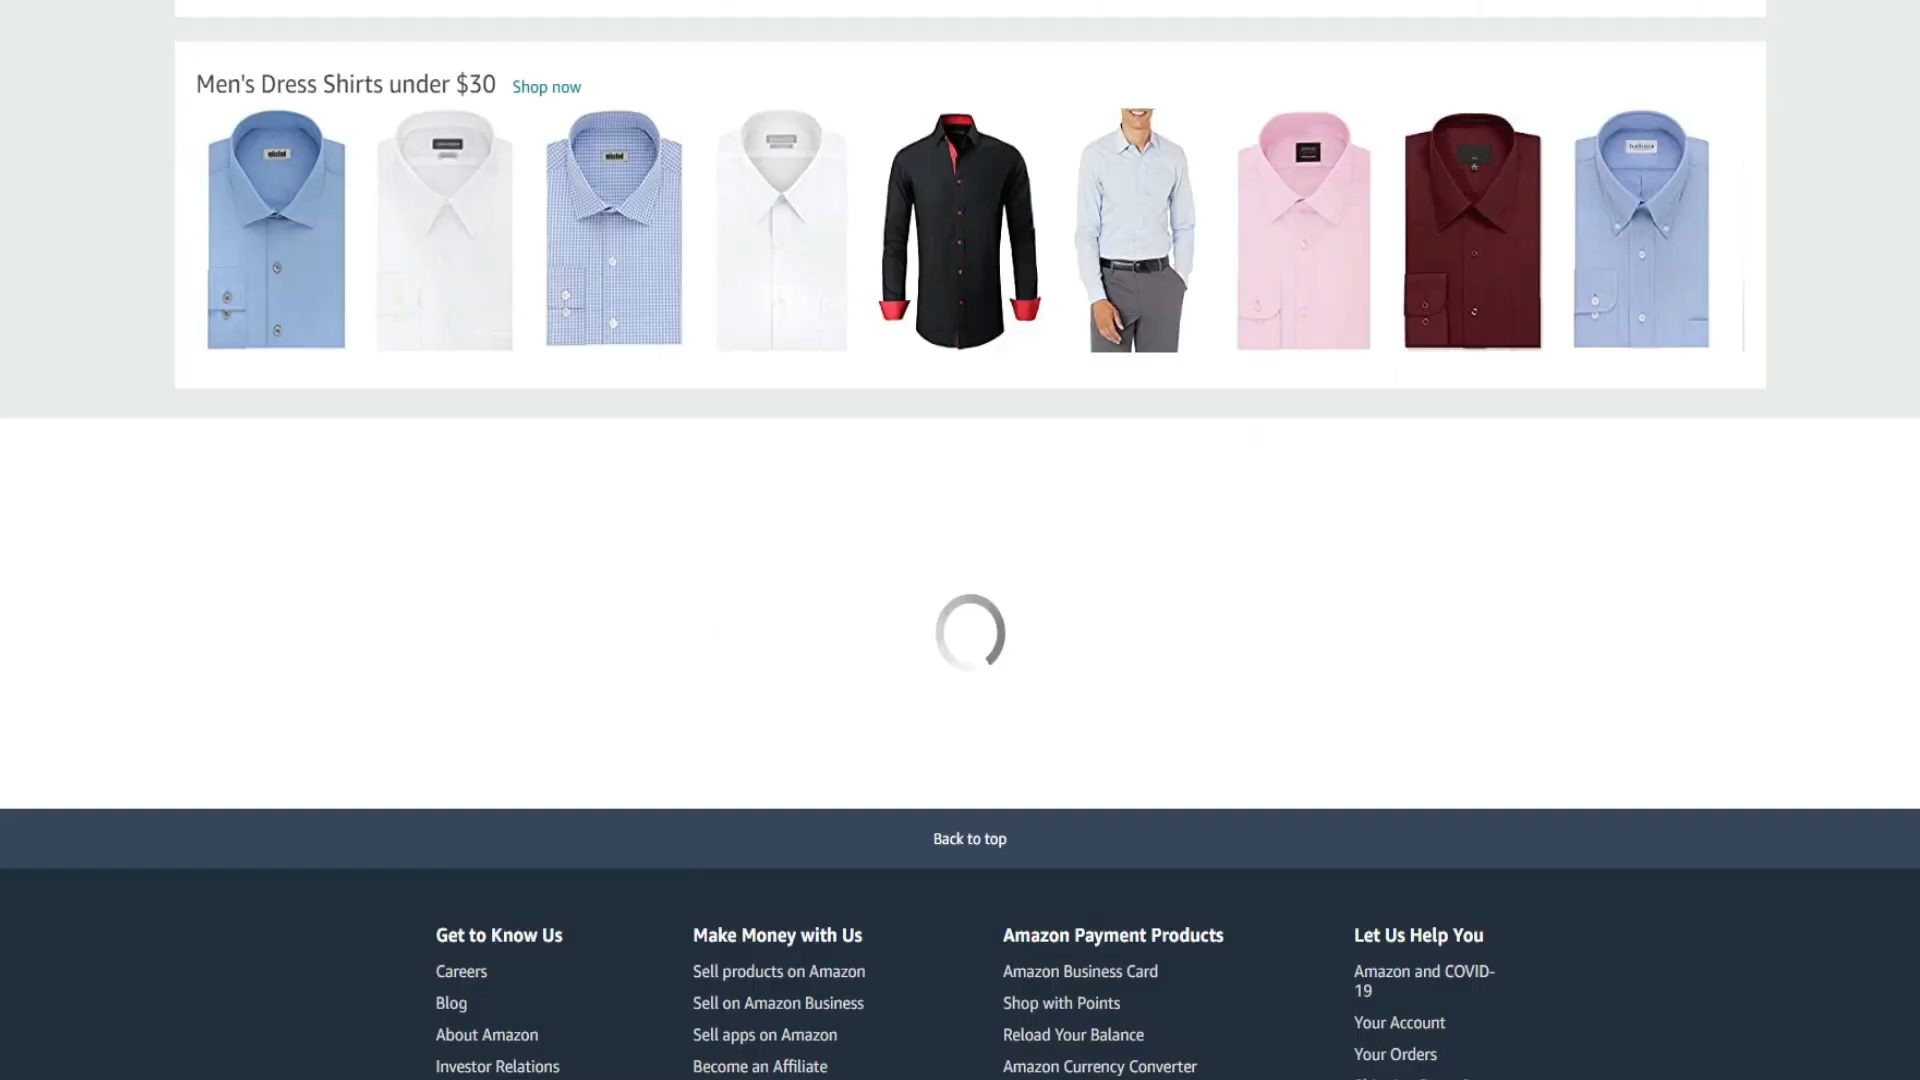 Men's Dress Shirts under $30 Shop now
Back to top
Get to Know Us
Careers
Blog
About Amazon
Investor Relations
Make Money with Us
Sell products on Amazon
Sell on Amazon Business
Sell apps on Amazon
Become an Affiliate
Amazon Payment Products
Amazon Business Card
Shop with Points
Reload Your Balance
Amazon Currency Converter
Let Us Help You
Amazon and COVID-
19
Your Account
Your Orders